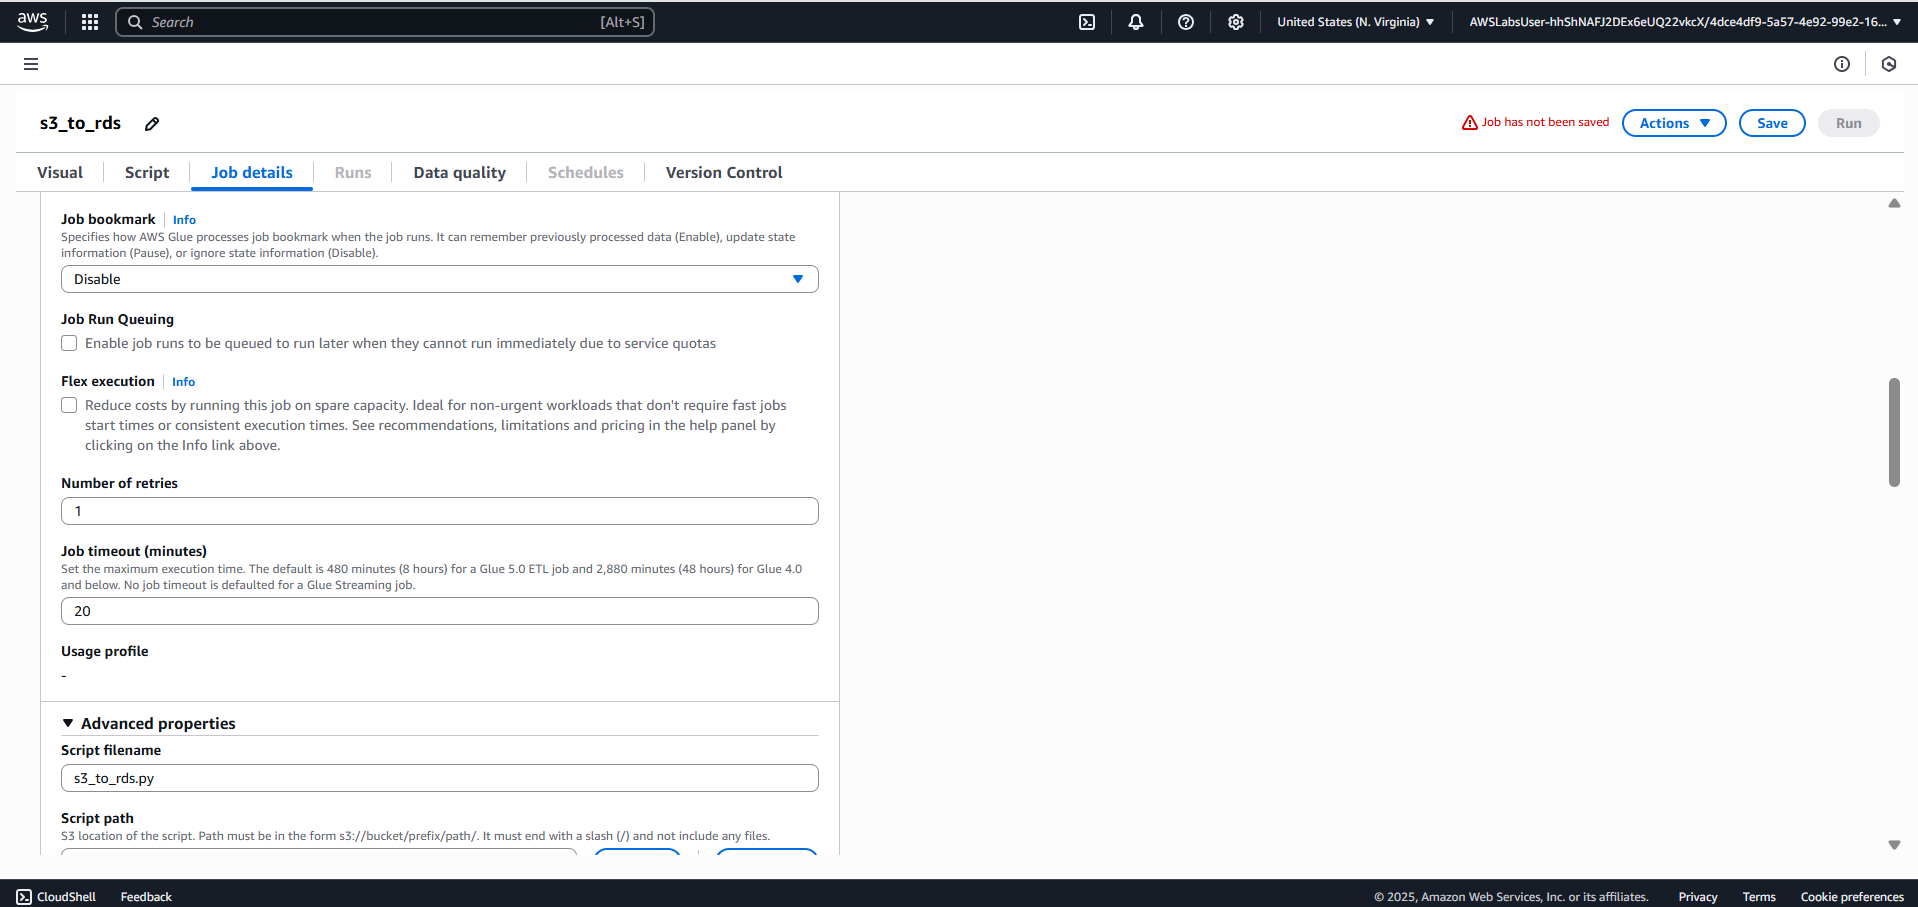 aws
Search
[Alt+S]
United States (N. Virginia)
AWSLabsUser-hhShNAFJ2DEx6eUQ22vkcX/4dce4df9-5a57-4e92-99e2-16...
s3_to_rds
Job has not been saved
Actions
Save
Run
Visual
Script
Job details
Runs
Data quality
Schedules
Version Control
Job bookmark
Info
Specifies how AWS Glue processes job bookmark when the job runs. It can remember previously processed data (Enable), update state
information (Pause), or ignore state information (Disable).
Disable
Job Run Queuing
Enable job runs to be queued to run later when they cannot run immediately due to service quotas
Flex execution
Info
Reduce costs by running this job on spare capacity. Ideal for non-urgent workloads that don't require fast jobs
start times or consistent execution times. See recommendations, limitations and pricing in the help panel by
clicking on the Info link above.
Number of retries
1
Job timeout (minutes)
Set the maximum execution time. The default is 480 minutes (8 hours) for a Glue 5.0 ETL job and 2,880 minutes (48 hours) for Glue 4.0
and below. No job timeout is defaulted for a Glue Streaming job.
20
Usage profile
-
Advanced properties
Script filename
s3_to_rds.py
Script path
S3 location of the script. Path must be in the form s3://bucket/prefix/path/. It must end with a slash (/) and not include any files.
CloudShell
Feedback
© 2025, Amazon Web Services, Inc. or its affiliates.
Privacy
Terms
Cookie preferences